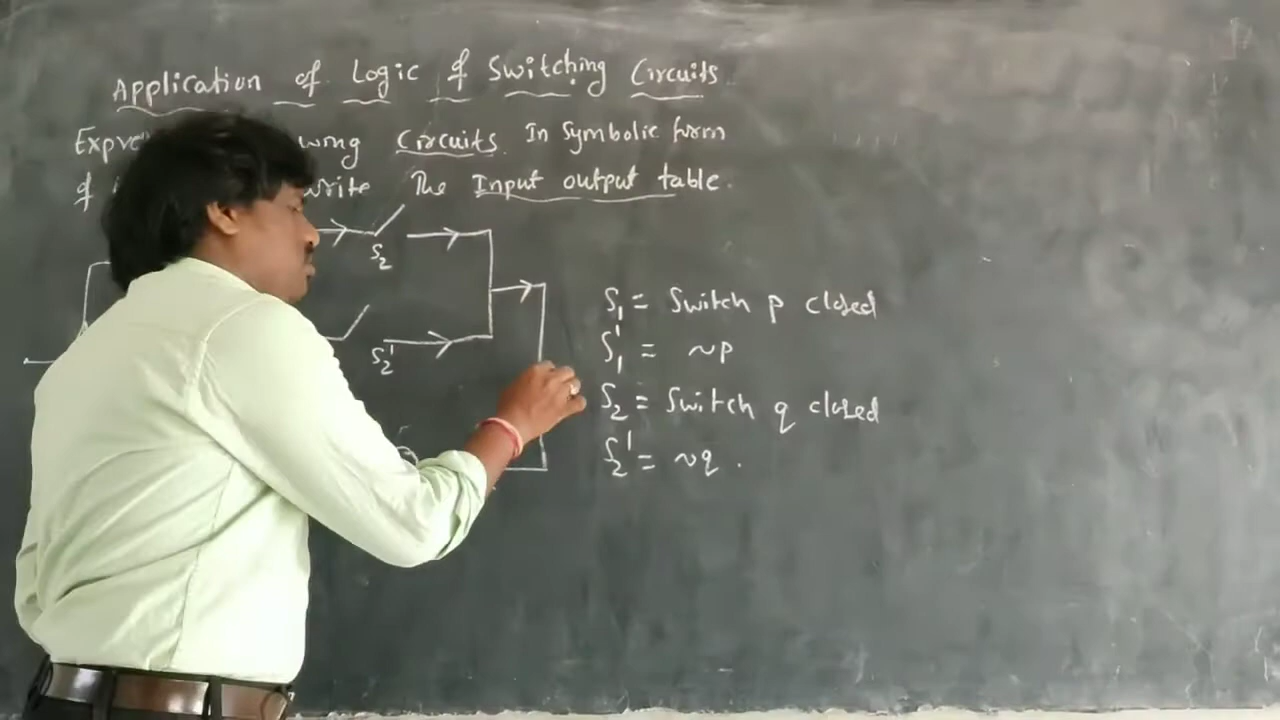 Application of Logic of Switching Circuits
Circuits. In symbolic form
of write The Input output table.
S2
S2'
S1 = Switch p closed
S1' = ~p
S2 = Switch q closed
S2' = ~q.